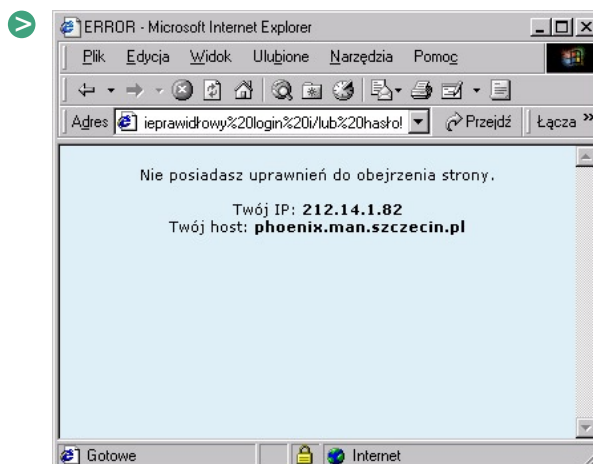 ERROR - Microsoft Internet Explorer
Plik Edycja Widok Ulubione Narzędzia Pomoc
Adres ieprawidłowy%20login%20i/lub%20hasło! Przejdź Łącza »
Nie posiadasz uprawnień do obejrzenia strony.
Twój IP: 212.14.1.82
Twój host: phoenix.man.szczecin.pl
Gotowe Internet